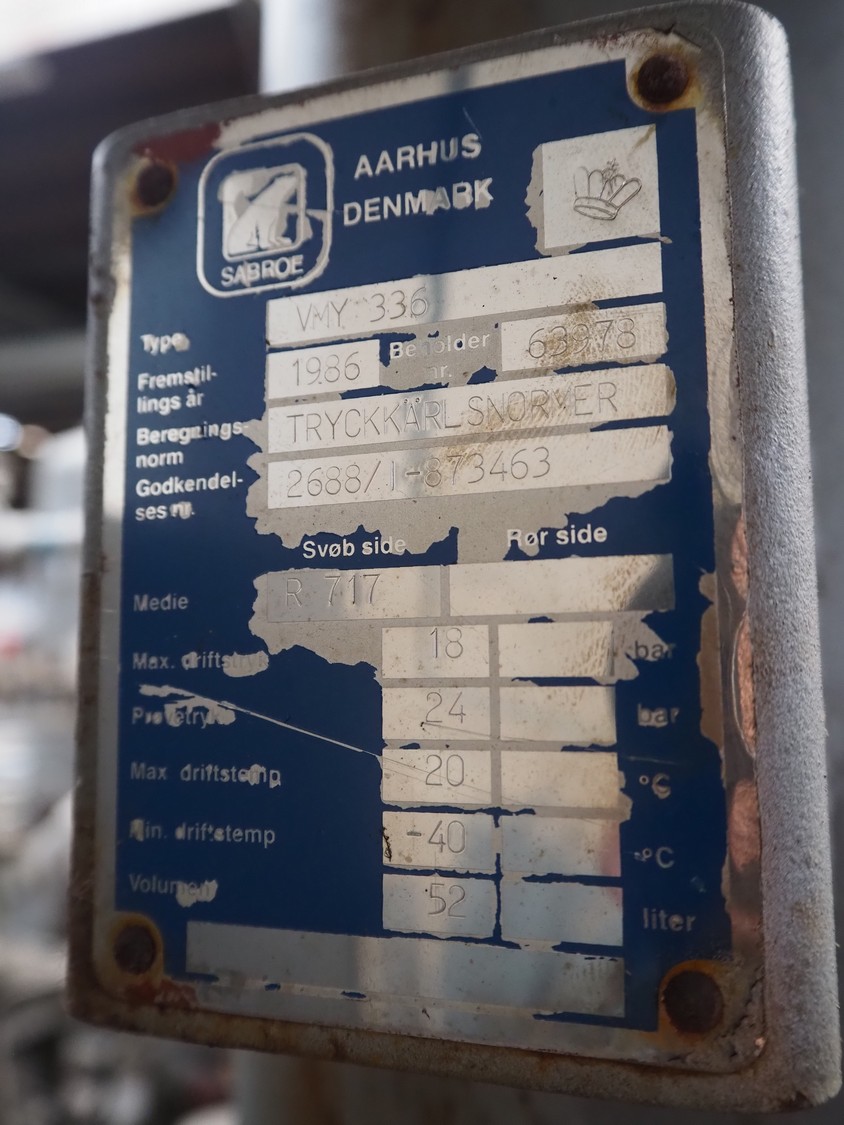 SABROE
AARHUS
DENMARK
Type VMY 336
Fremstil-
lings år 1986 Beholder nr. 63978
Beregnings-
norm TRYCKKÄRLSNORMER
Godkendel-
ses nr. 2688/1-873463
Svøb side Rør side
Medie R 717
Max. driftstryk 18 bar
Prøvetryk 24 bar
Max driftstemp 20 °C
Min. driftstemp -40 °C
Volumen 52 liter